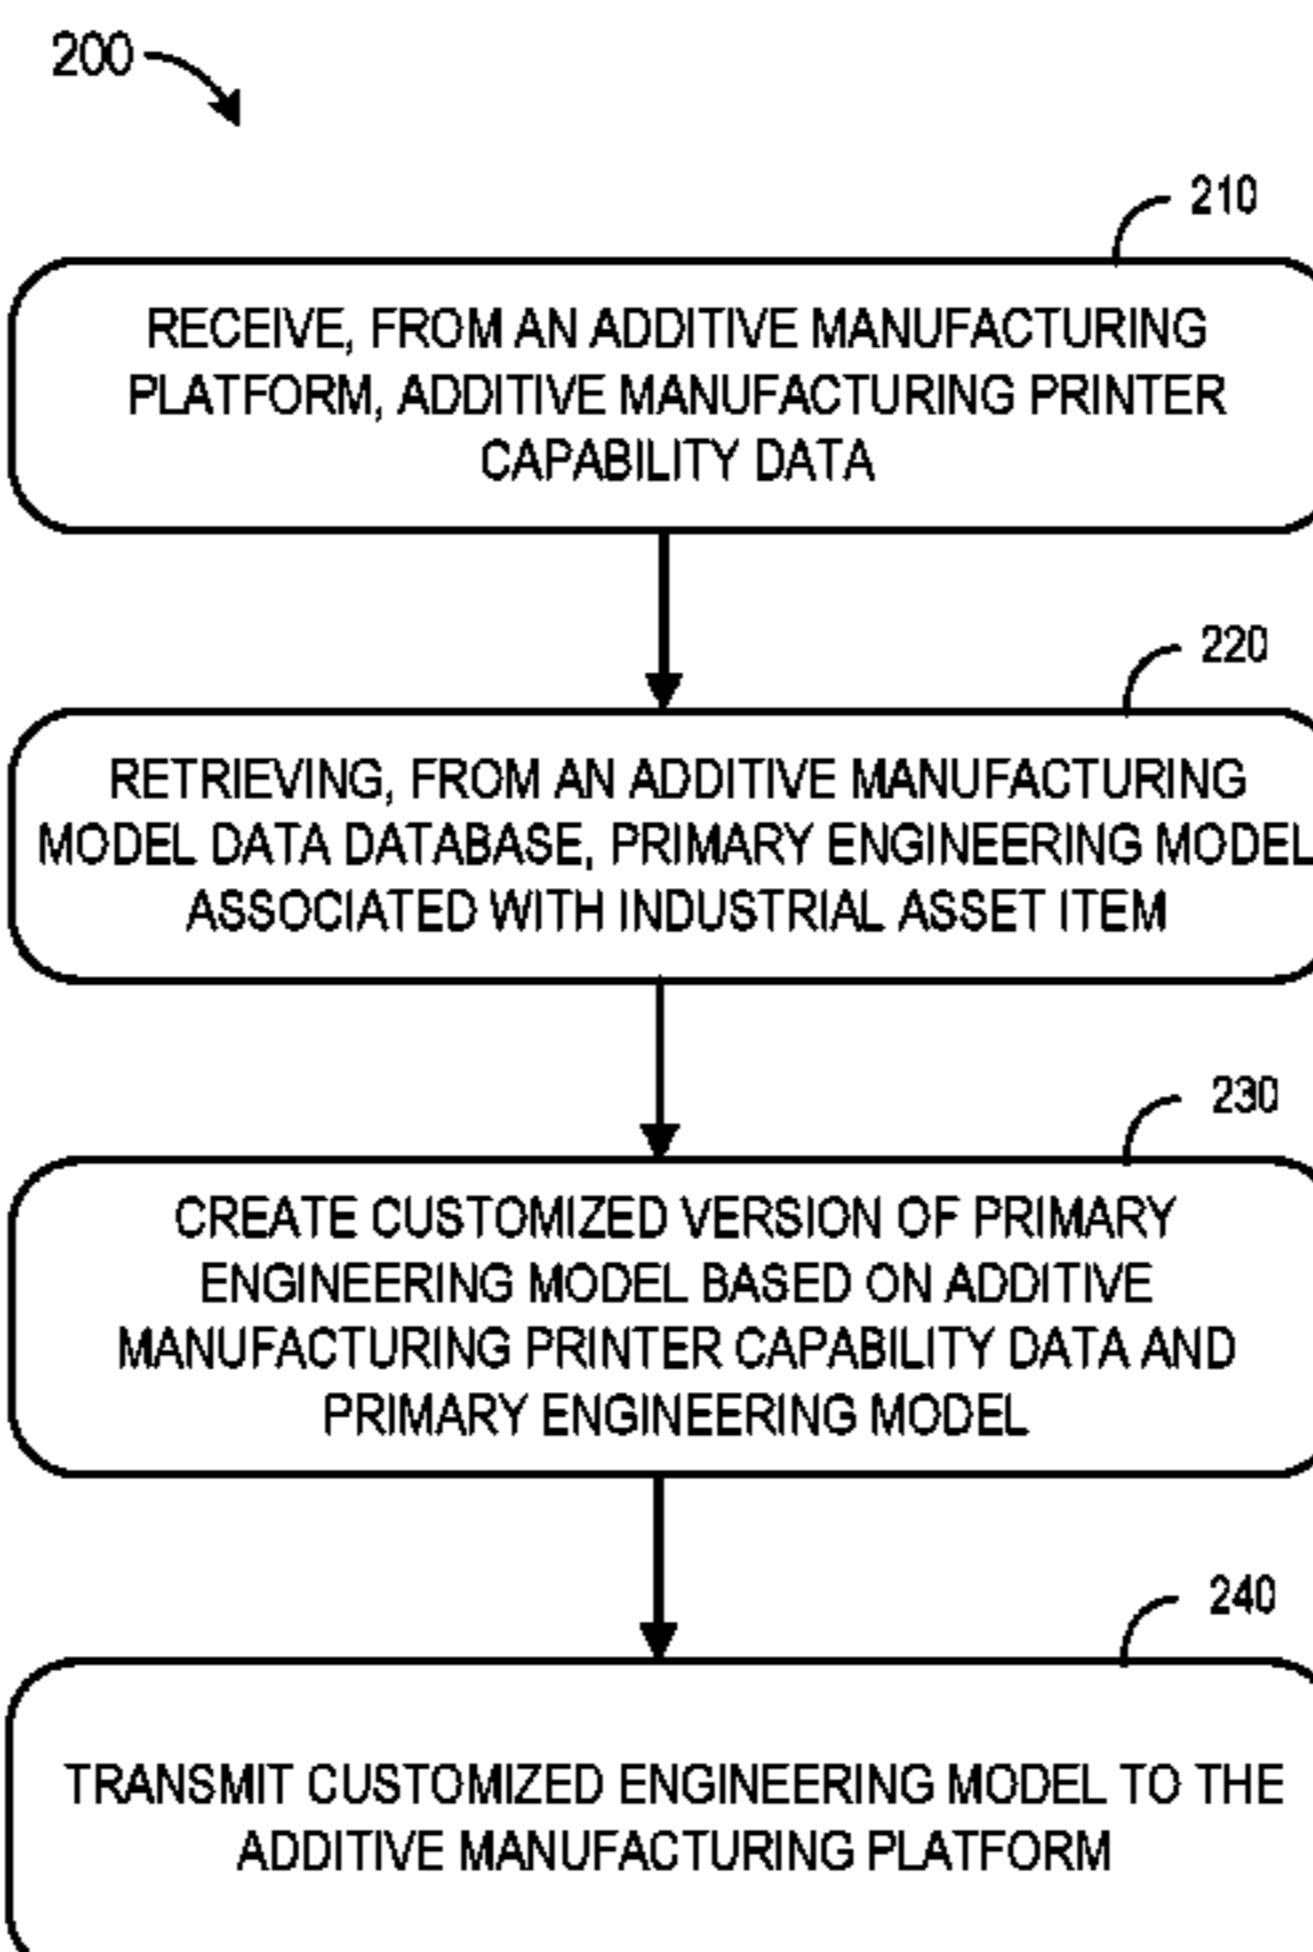 200
210
RECEIVE, FROM AN ADDITIVE MANUFACTURING
PLATFORM, ADDITIVE MANUFACTURING PRINTER
CAPABILITY DATA
220
RETRIEVING, FROM AN ADDITIVE MANUFACTURING
MODEL DATA DATABASE, PRIMARY ENGINEERING MODEL
ASSOCIATED WITH INDUSTRIAL ASSET ITEM
230
CREATE CUSTOMIZED VERSION OF PRIMARY
ENGINEERING MODEL BASED ON ADDITIVE
MANUFACTURING PRINTER CAPABILITY DATA AND
PRIMARY ENGINEERING MODEL
240
TRANSMIT CUSTOMIZED ENGINEERING MODEL TO THE
ADDITIVE MANUFACTURING PLATFORM